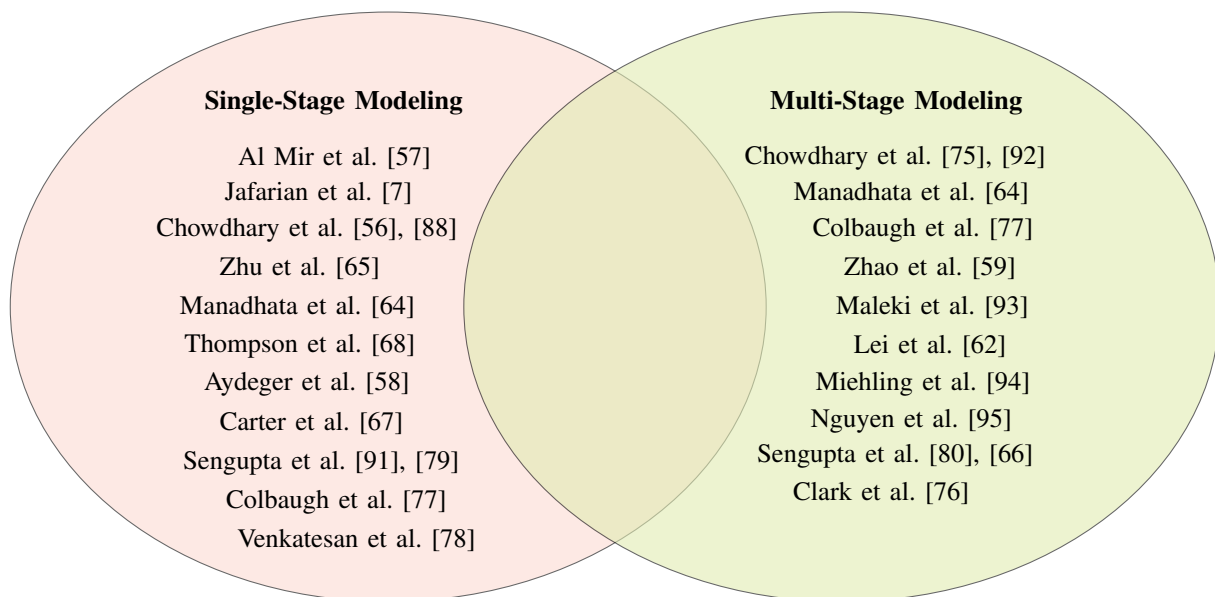 Single-Stage Modeling
Al Mir et al. [57]
Jafarian et al. [7]
Chowdhary et al. [56], [88]
Zhu et al. [65]
Manadhata et al. [64]
Thompson et al. [68]
Aydeger et al. [58]
Carter et al. [67]
Sengupta et al. [91], [79]
Colbaugh et al. [77]
Venkatesan et al. [78]
Multi-Stage Modeling
Chowdhary et al. [75], [92]
Manadhata et al. [64]
Colbaugh et al. [77]
Zhao et al. [59]
Maleki et al. [93]
Lei et al. [62]
Miehling et al. [94]
Nguyen et al. [95]
Sengupta et al. [80], [66]
Clark et al. [76]